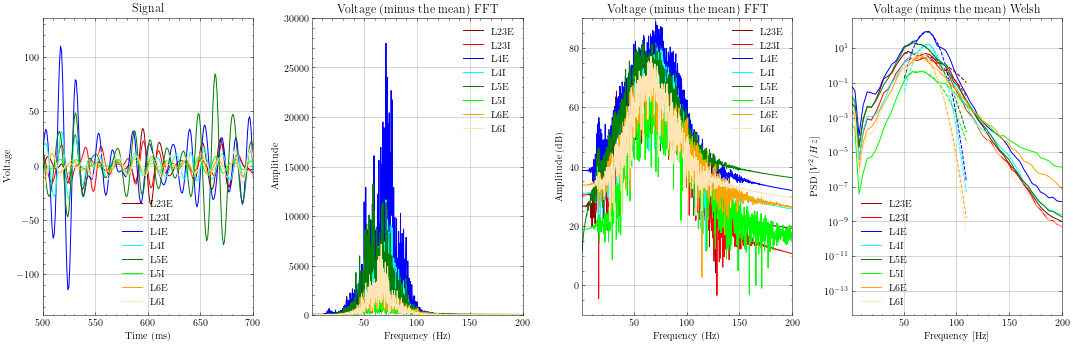 Signal
Voltage
100
50
0
−50
−100
500
550
600
650
700
Time (ms)
L23E
L23I
L4E
L4I
L5E
L5I
L6E
L6I
Voltage (minus the mean) FFT
Amplitude
30000
25000
20000
15000
10000
5000
0
50
100
150
200
Frequency (Hz)
L23E
L23I
L4E
L4I
L5E
L5I
L6E
L6I
Voltage (minus the mean) FFT
Amplitude (dB)
80
60
40
20
0
50
100
150
200
Frequency (Hz)
L23E
L23I
L4E
L4I
L5E
L5I
L6E
L6I
Voltage (minus the mean) Welsh
PSD [V²/Hz]
10¹
10⁻¹
10⁻³
10⁻⁵
10⁻⁷
10⁻⁹
10⁻¹¹
10⁻¹³
50
100
150
200
Frequency [Hz]
L23E
L23I
L4E
L4I
L5E
L5I
L6E
L6I